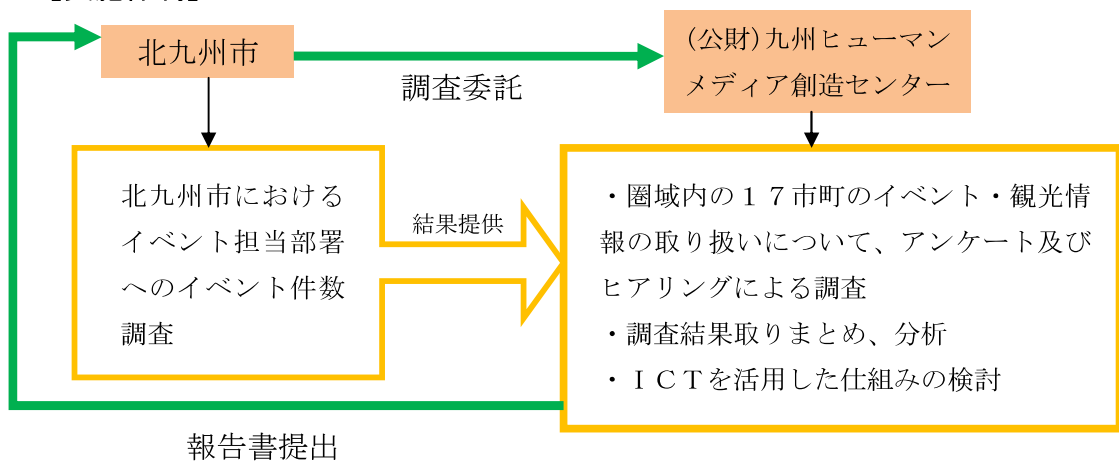 北九州市
調査委託
(公財)九州ヒューマン
メディア創造センター
北九州市における
イベント担当部署
へのイベント件数
調査
結果提供
・圏域内の１７市町のイベント・観光情
報の取り扱いについて、アンケート及び
ヒアリングによる調査
・調査結果取りまとめ、分析
・ＩＣＴを活用した仕組みの検討
報告書提出